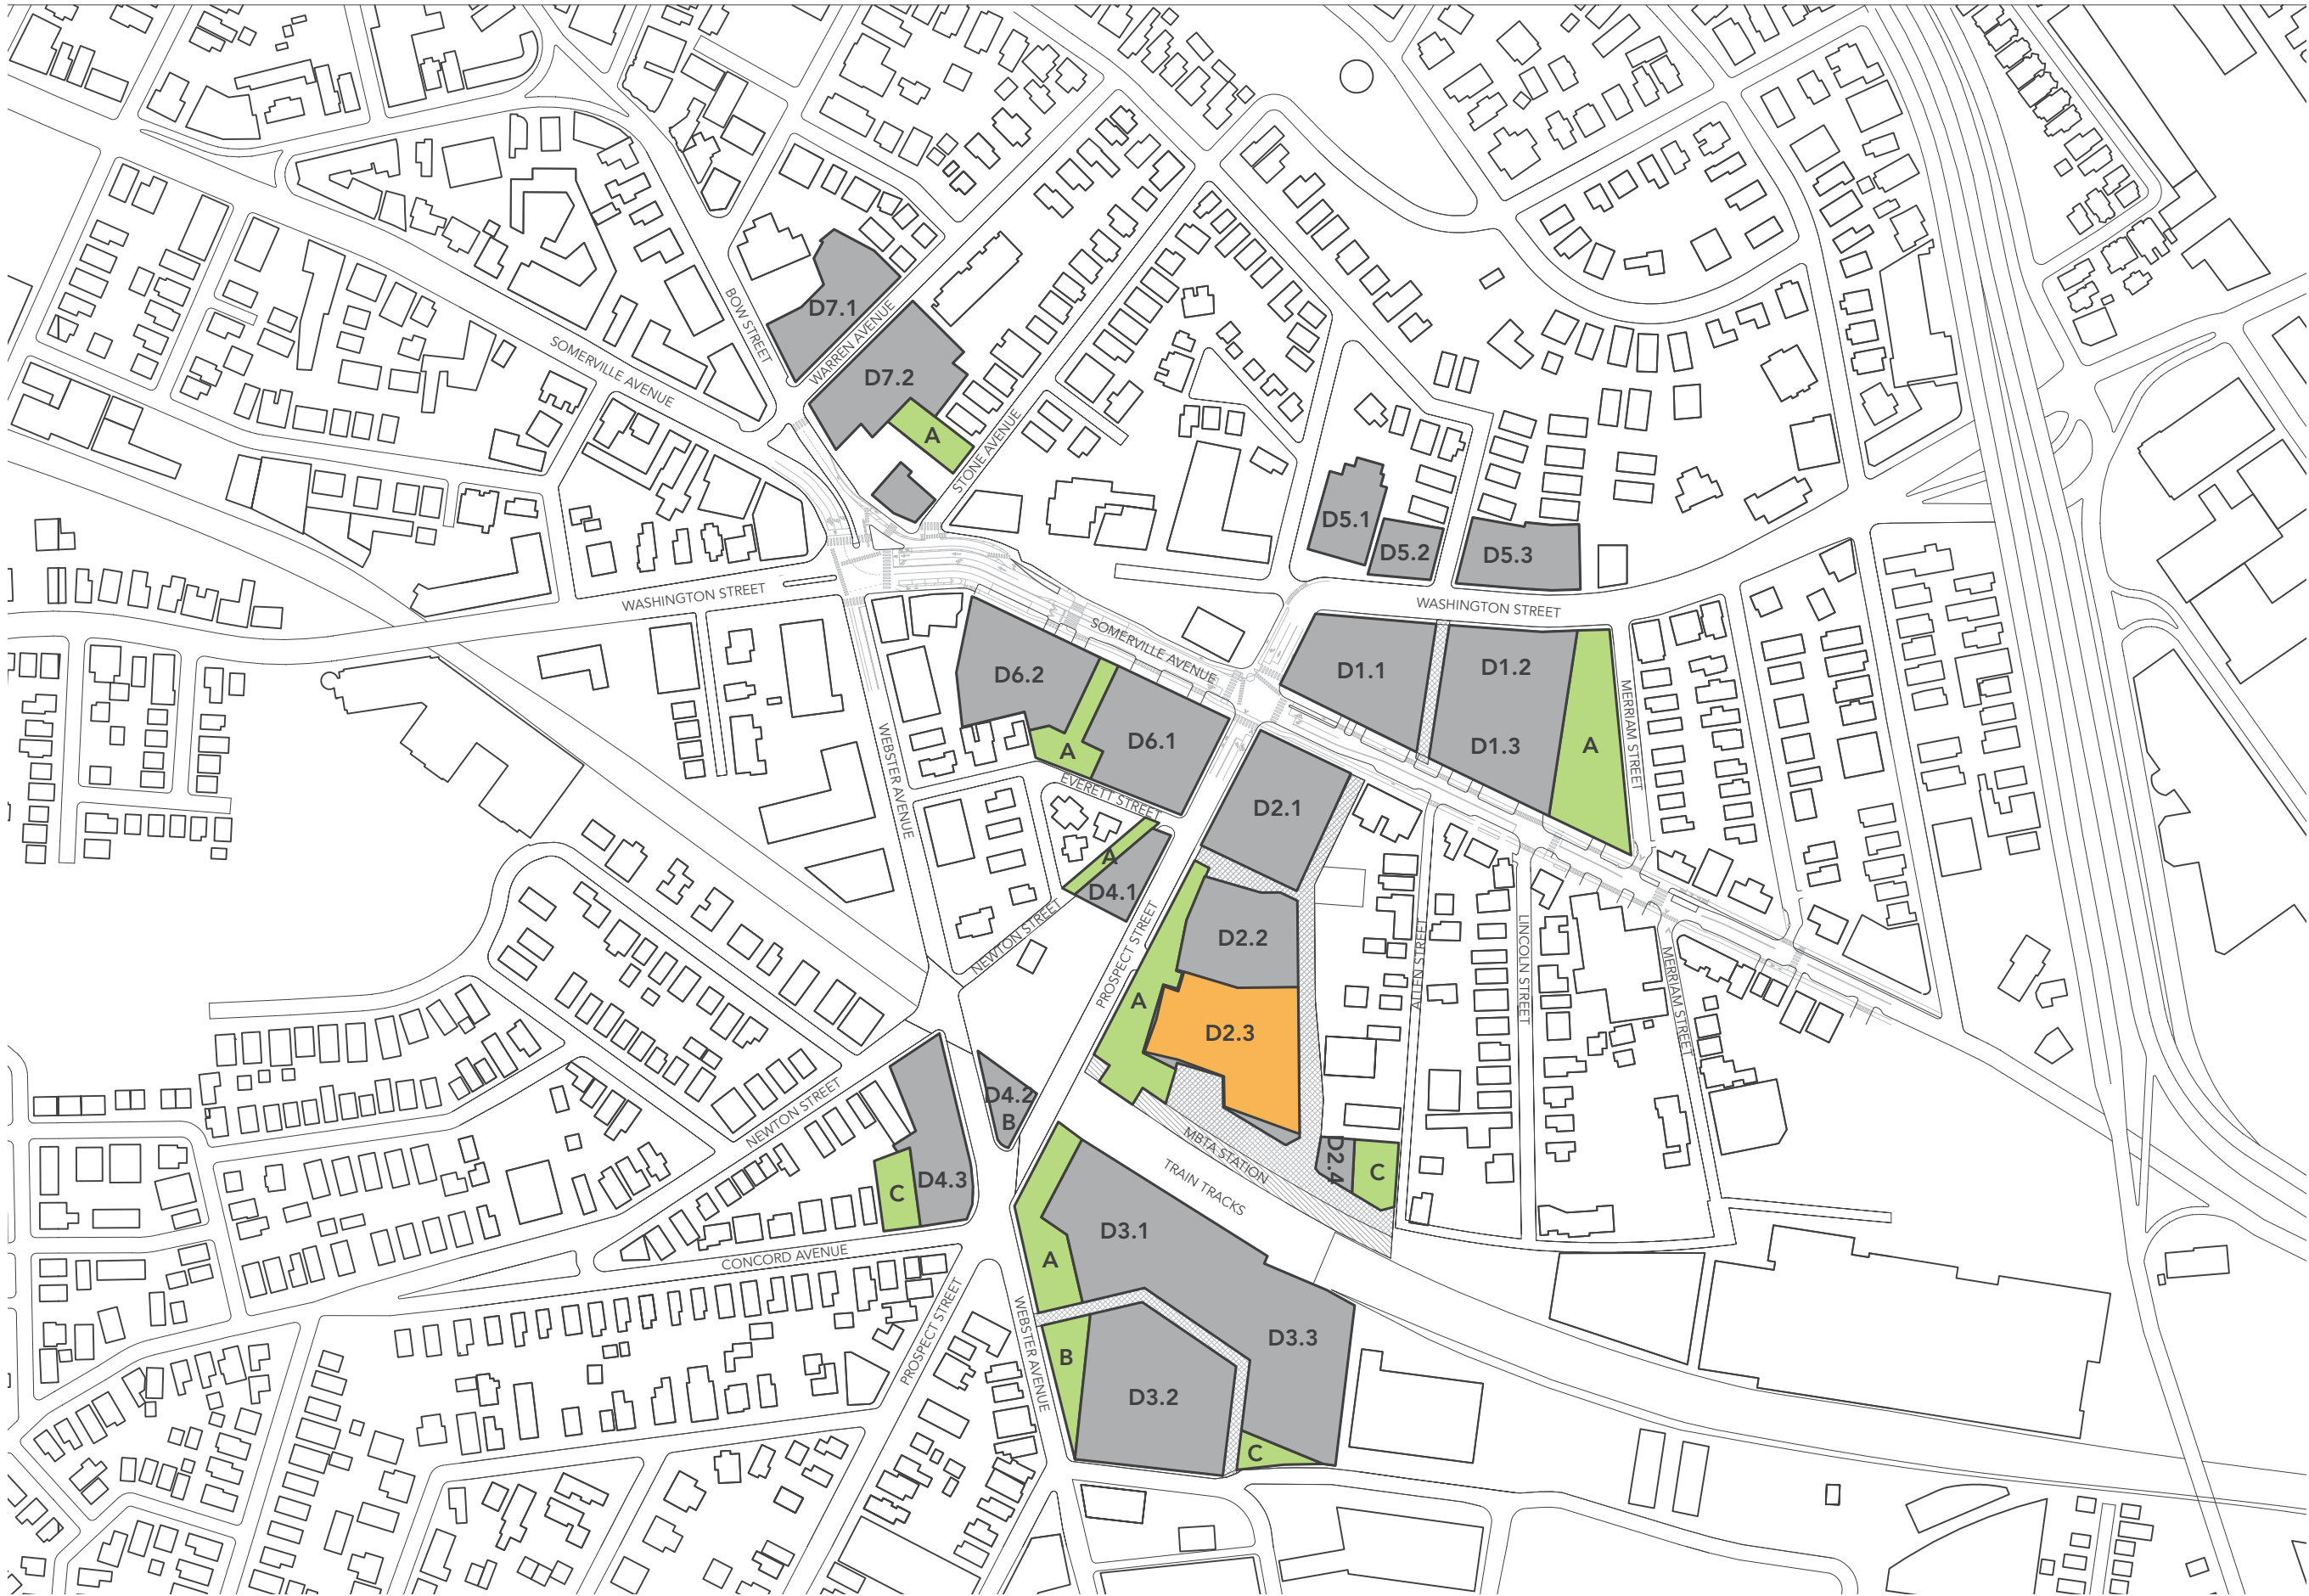 BOW STREET
D7.1
WARREN AVENUE
SOMERVILLE AVENUE
D7.2
A
STONE AVENUE
D5.1
D5.2
D5.3
WASHINGTON STREET
WASHINGTON STREET
SOMERVILLE AVENUE
D6.2
D1.1
D1.2
MERRIAM STREET
WEBSTER AVENUE
A
D6.1
D1.3
A
EVERETT STREET
D2.1
A
D4.1
NEWTON STREET
PROSPECT STREET
D2.2
ALLEN STREET
LINCOLN STREET
MERRIAM STREET
A
D2.3
D4.2
B
NEWTON STREET
MBTA STATION
D2.4
C
TRAIN TRACKS
C
D4.3
D3.1
CONCORD AVENUE
A
PROSPECT STREET
WEBSTER AVENUE
D3.3
B
D3.2
C